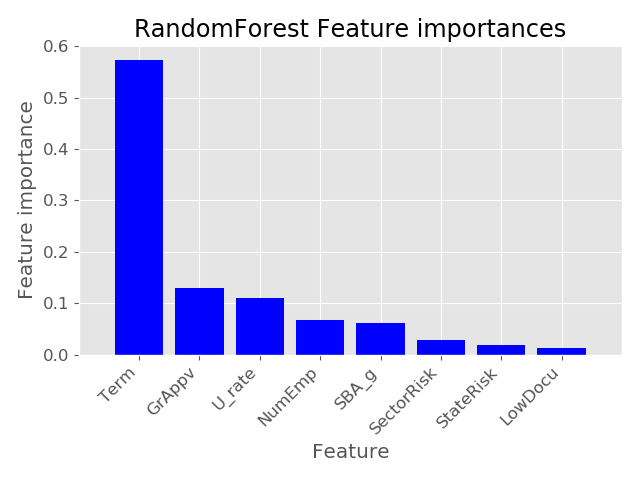 RandomForest Feature importances
Feature importance
0.6
0.5
0.4
0.3
0.2
0.1
0.0
Term
GrAppv
U_rate
NumEmp
SBA_g
SectorRisk
StateRisk
LowDocu
Feature